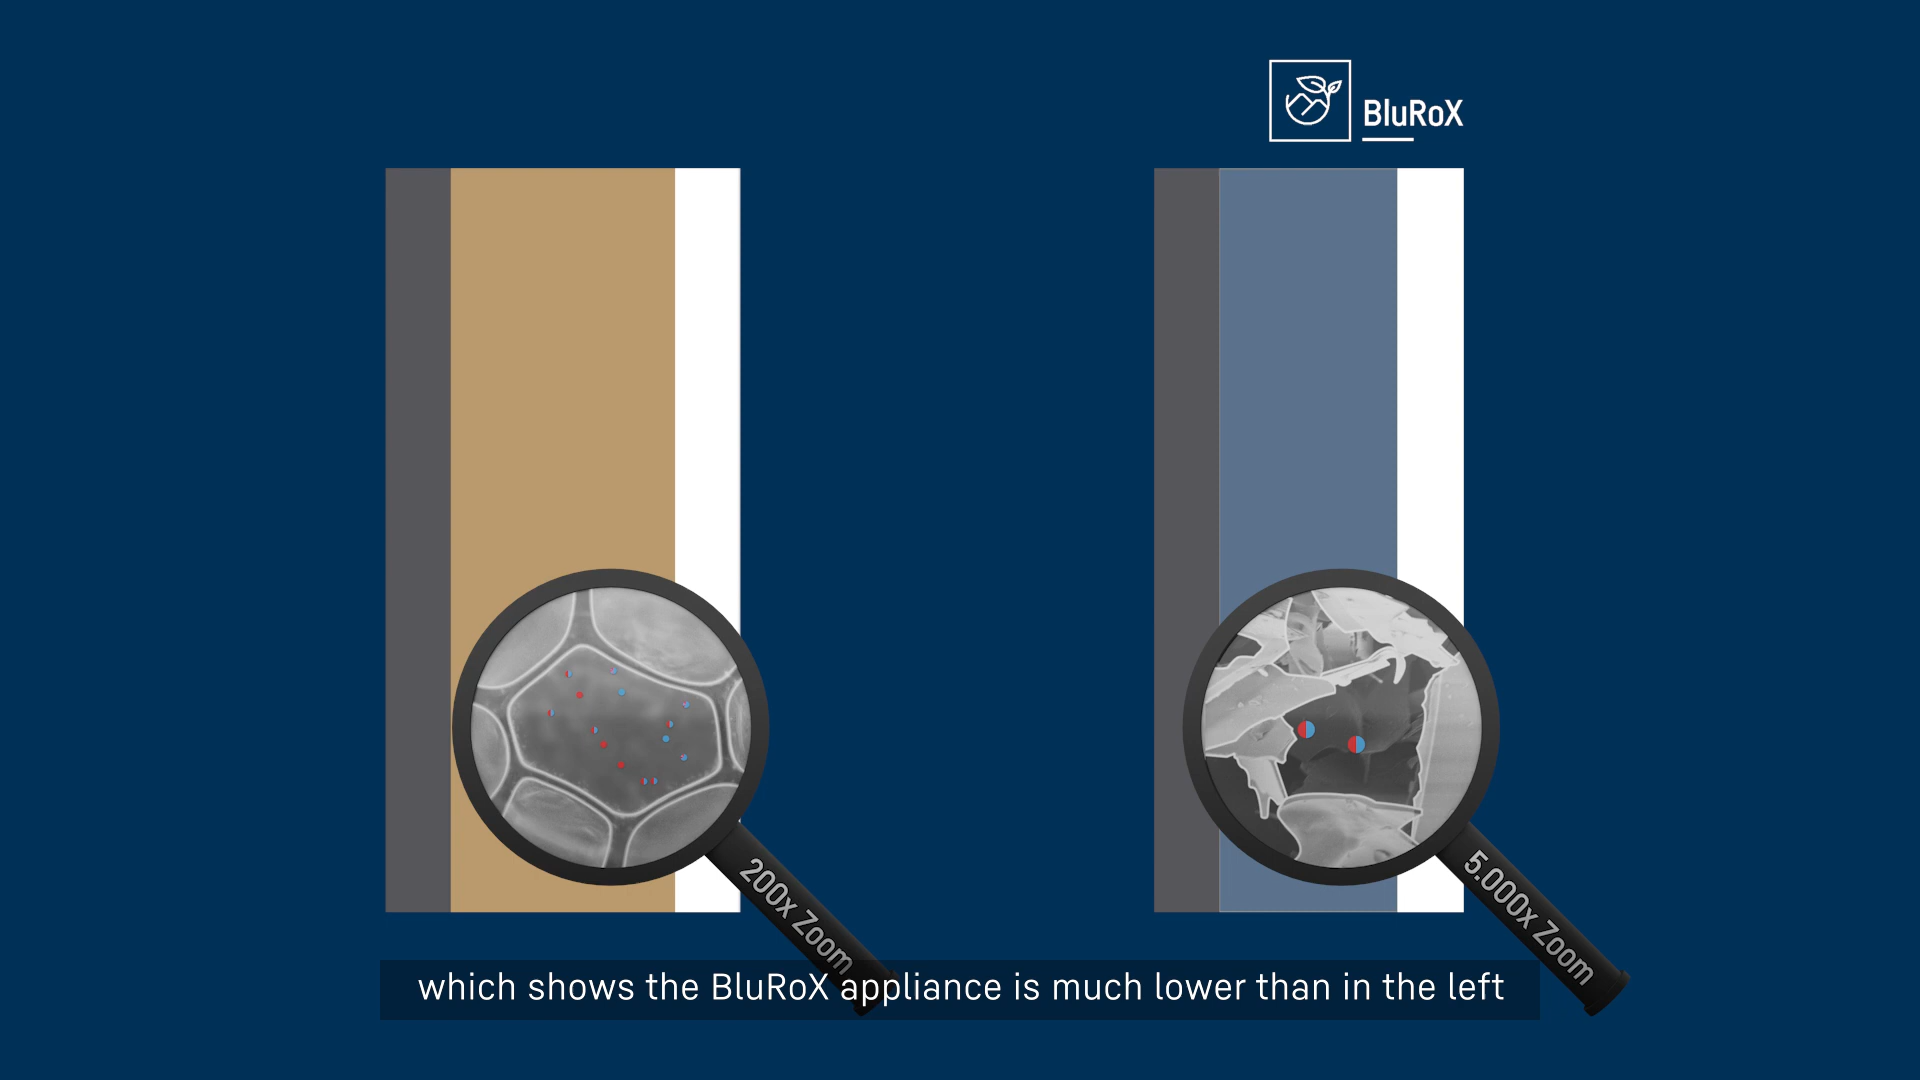 BluRoX
200x Zoom
5.000x Zoom
which shows the BluRoX appliance is much lower than in the left